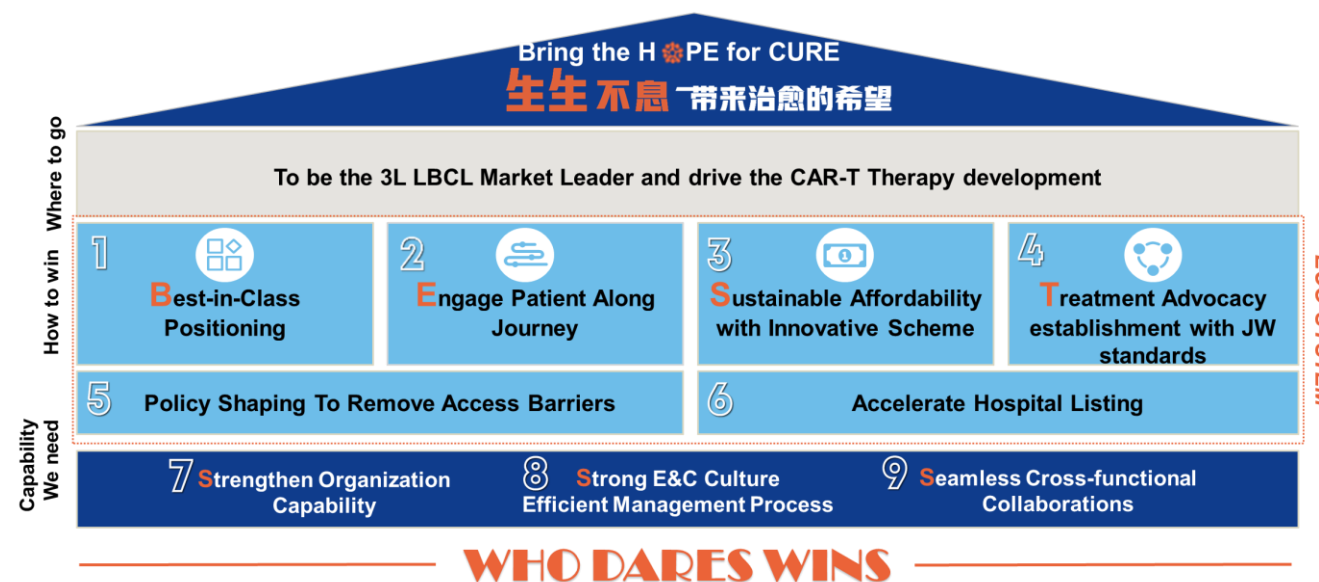 Bring the H PE for CURE
生生不息 带来治愈的希望
Where to go
To be the 3L LBCL Market Leader and drive the CAR-T Therapy development
How to win
1
Best-in-Class
Positioning
2
Engage Patient Along
Journey
3
Sustainable Affordability
with Innovative Scheme
4
Treatment Advocacy
establishment with JW
standards
5
Policy Shaping To Remove Access Barriers
6
Accelerate Hospital Listing
Capability
We need
7
Strengthen Organization
Capability
8
Strong E&C Culture
Efficient Management Process
9
Seamless Cross-functional
Collaborations
WHO DARES WINS